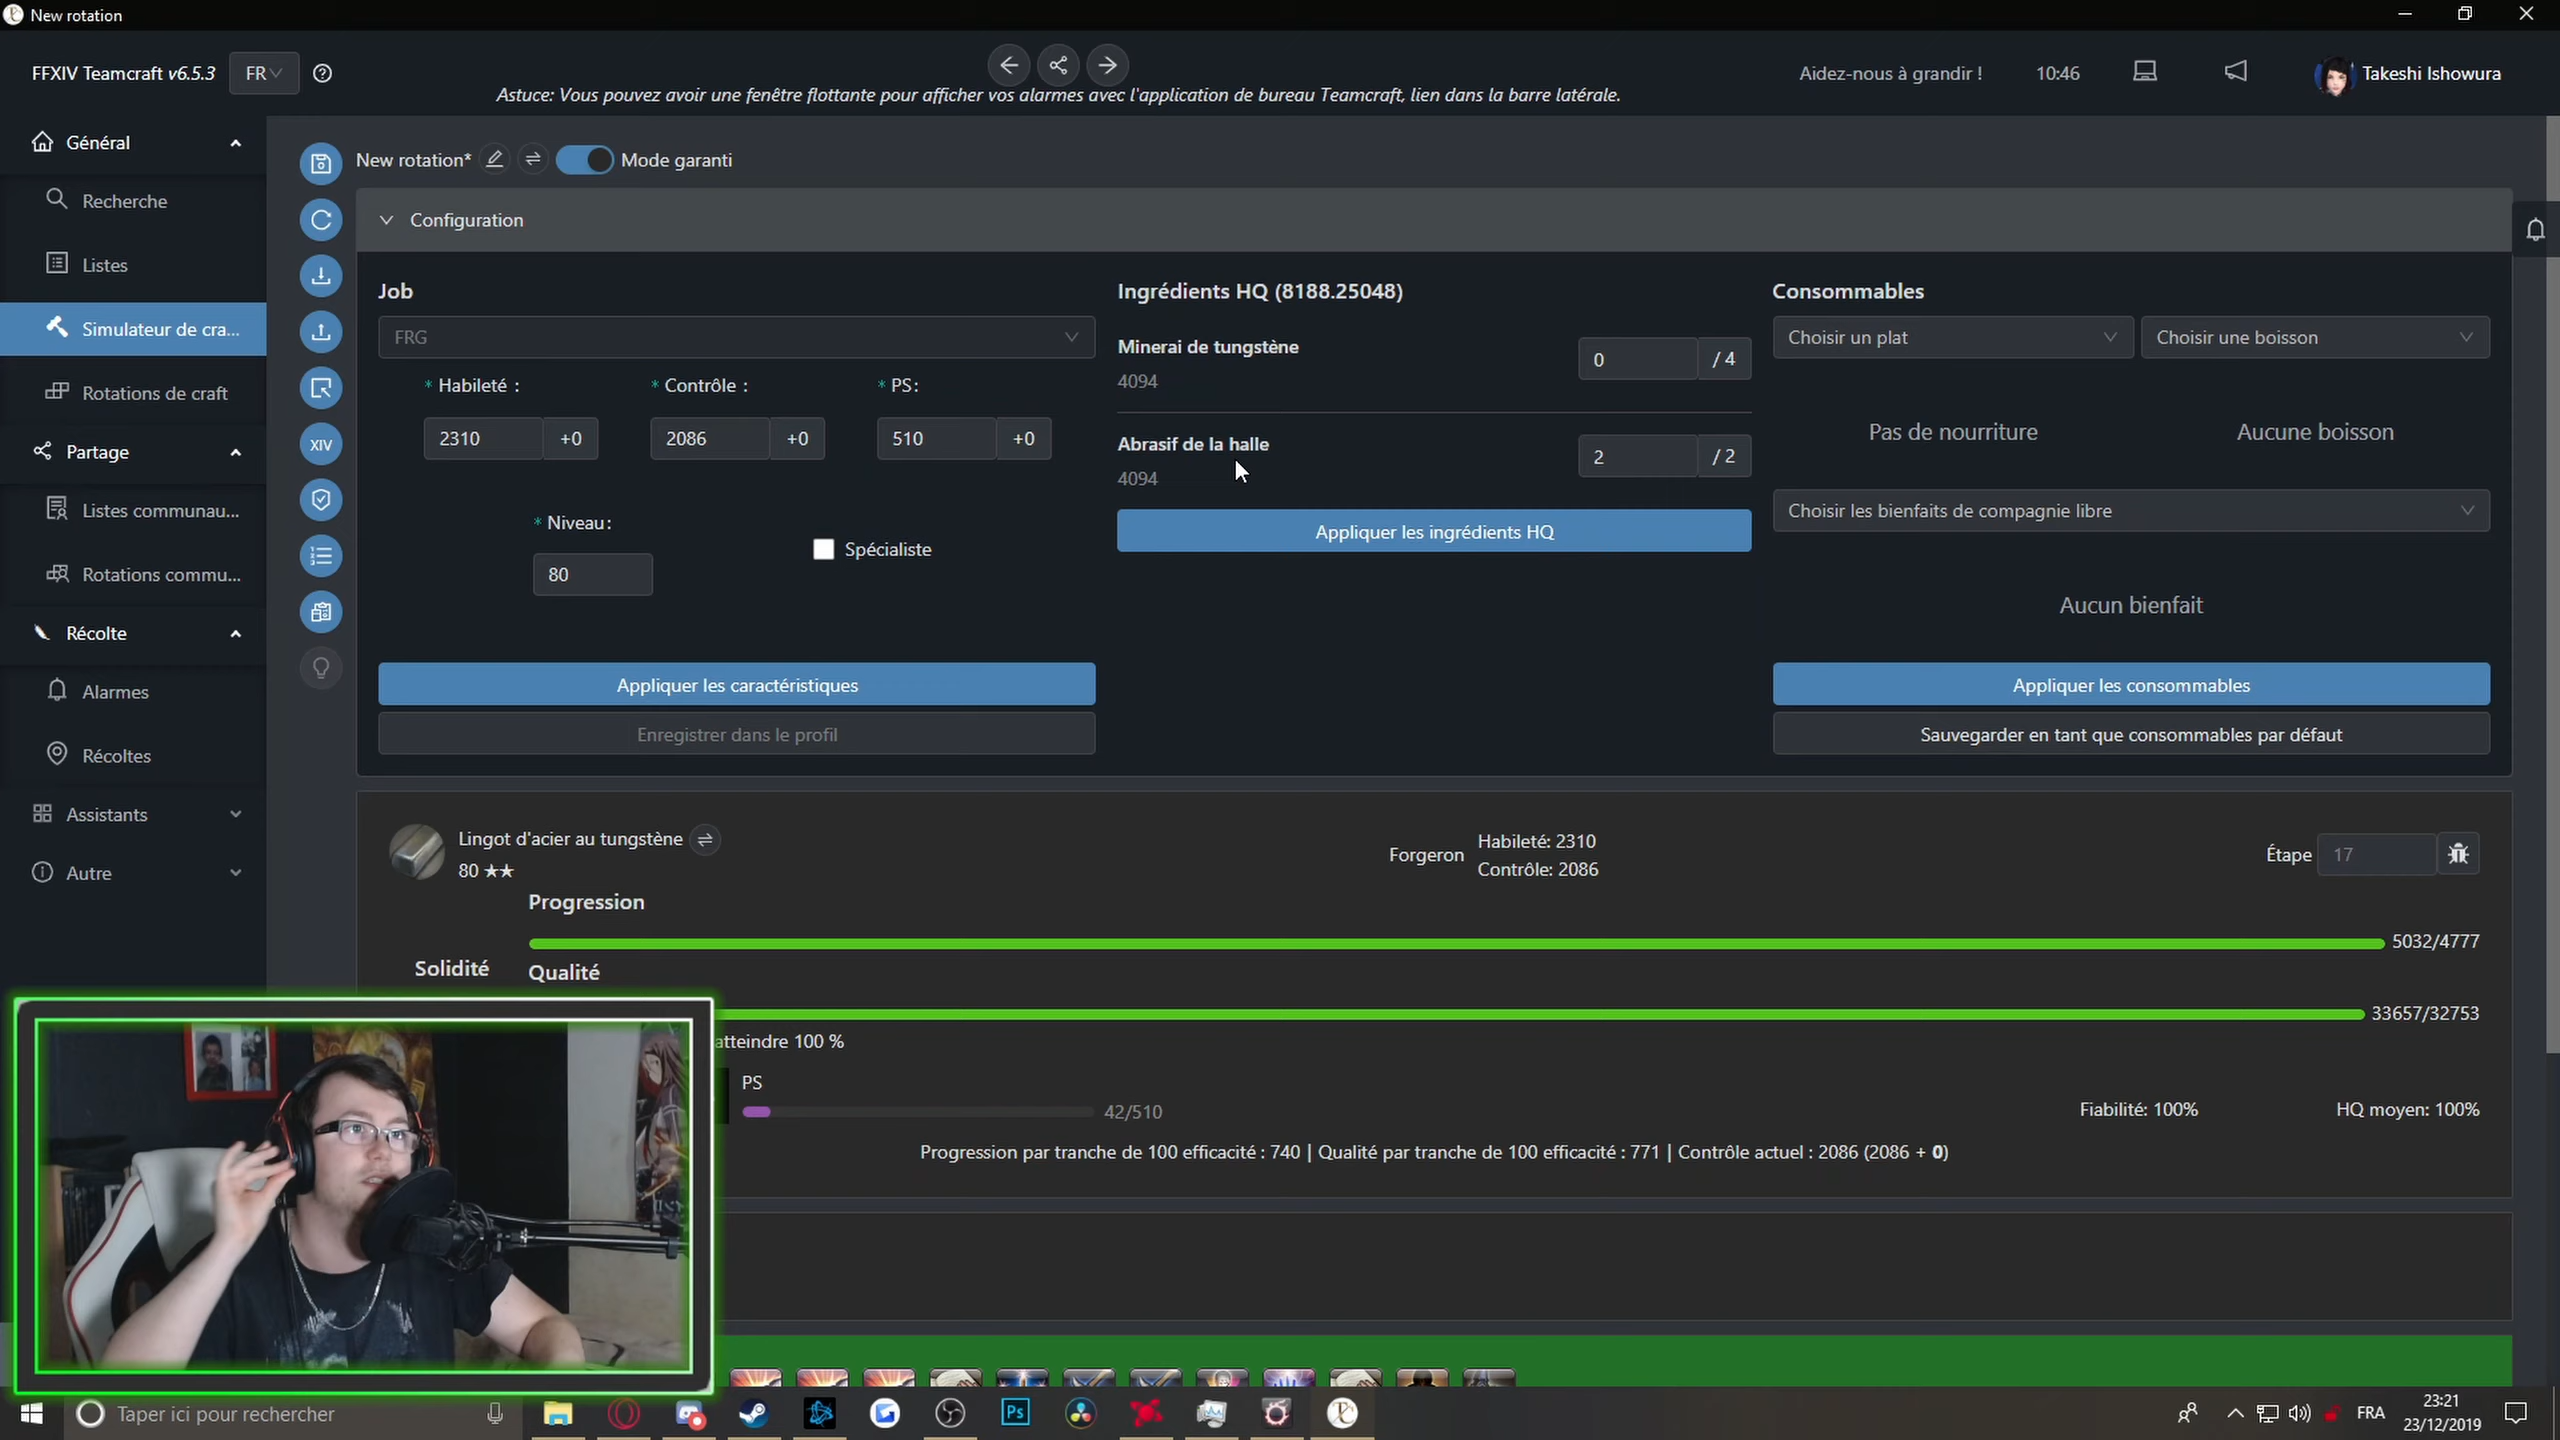 New rotation
FFXIV Teamcraft v6.5.3
FR
Astuce: Vous pouvez avoir une fenêtre flottante pour afficher vos alarmes avec l'application de bureau Teamcraft, lien dans la barre latérale.
Aidez-nous à grandir !
10:46
Takeshi Ishowura
Général
Recherche
Listes
Simulateur de cra...
Rotations de craft
Partage
Listes communau...
Rotations commu...
Récolte
Alarmes
Récoltes
Assistants
Autre
XIV
New rotation*
Mode garanti
Configuration
Job
FRG
* Habileté :
* Contrôle :
* PS:
2310
+0
2086
+0
510
+0
* Niveau:
80
Spécialiste
Appliquer les caractéristiques
Enregistrer dans le profil
Ingrédients HQ (8188.25048)
Minerai de tungstène
4094
0
/ 4
Abrasif de la halle
4094
2
/ 2
Appliquer les ingrédients HQ
Consommables
Choisir un plat
Choisir une boisson
Pas de nourriture
Aucune boisson
Choisir les bienfaits de compagnie libre
Aucun bienfait
Appliquer les consommables
Sauvegarder en tant que consommables par défaut
Lingot d'acier au tungstène
80 ★★
Forgeron
Habileté: 2310
Contrôle: 2086
Étape
17
Progression
5032/4777
Solidité
Qualité
33657/32753
atteindre 100 %
PS
42/510
Fiabilité: 100%
HQ moyen: 100%
Progression par tranche de 100 efficacité : 740 | Qualité par tranche de 100 efficacité : 771 | Contrôle actuel : 2086 (2086 + 0)
Taper ici pour rechercher
Ps
FRA
23:21
23/12/2019